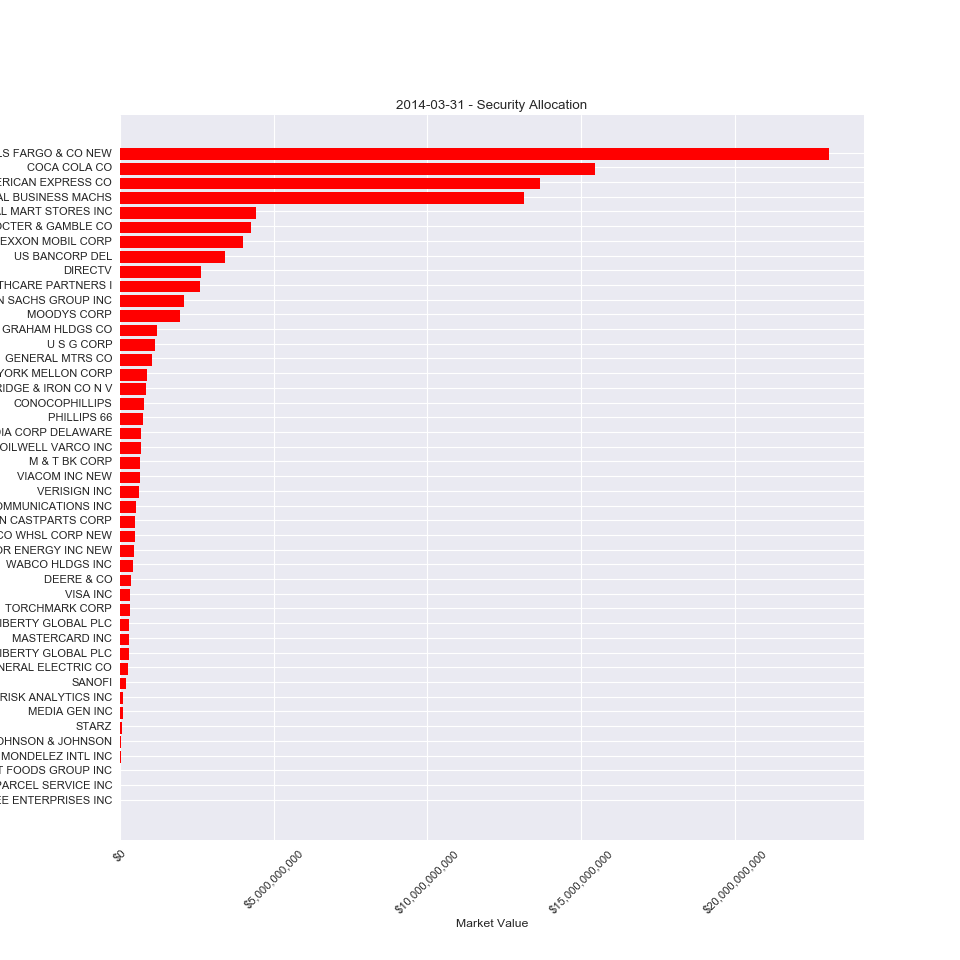 2014-03-31 - Security Allocation
LS FARGO & CO NEW
COCA COLA CO
ERICAN EXPRESS CO
AL BUSINESS MACHS
AL MART STORES INC
OCTER & GAMBLE CO
EXXON MOBIL CORP
US BANCORP DEL
DIRECTV
THCARE PARTNERS I
N SACHS GROUP INC
MOODYS CORP
GRAHAM HLDGS CO
U S G CORP
GENERAL MTRS CO
YORK MELLON CORP
RIDGE & IRON CO N V
CONOCOPHILLIPS
PHILLIPS 66
DIA CORP DELAWARE
OILWELL VARCO INC
M & T BK CORP
VIACOM INC NEW
VERISIGN INC
OMMUNICATIONS INC
N CASTPARTS CORP
CO WHSL CORP NEW
OR ENERGY INC NEW
WABCO HLDGS INC
DEERE & CO
VISA INC
TORCHMARK CORP
IBERTY GLOBAL PLC
MASTERCARD INC
IBERTY GLOBAL PLC
NERAL ELECTRIC CO
SANOFI
RISK ANALYTICS INC
MEDIA GEN INC
STARZ
OHNSON & JOHNSON
MONDELEZ INTL INC
T FOODS GROUP INC
PARCEL SERVICE INC
EE ENTERPRISES INC
$0
$5,000,000,000
$10,000,000,000
$15,000,000,000
$20,000,000,000
Market Value